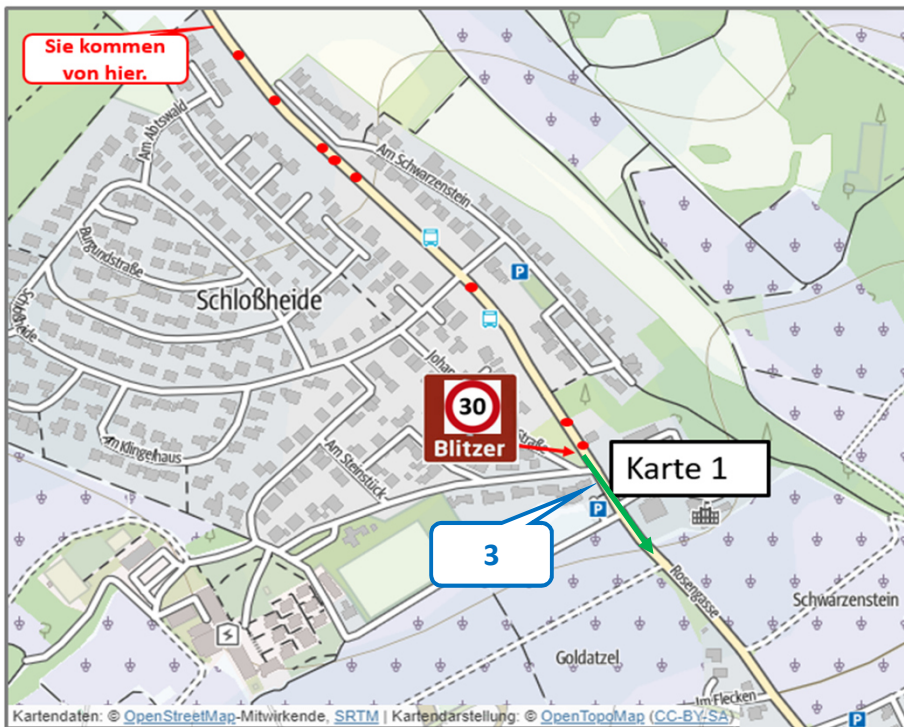 Sie kommen
von hier.
Am Abtswald
Am Schwarzenstein
Burgundstraße
P
Schloßheide
Schloßheide
30
Blitzer
Karte 1
Am Klingelhaus
Am Steinstück
P
3
Rosengasse
Schwarzenstein
Goldatzel
Im Flecken
P
Kartendaten: © OpenStreetMap-Mitwirkende, SRTM | Kartendarstellung: © OpenTopoMap (CC-BY-SA)